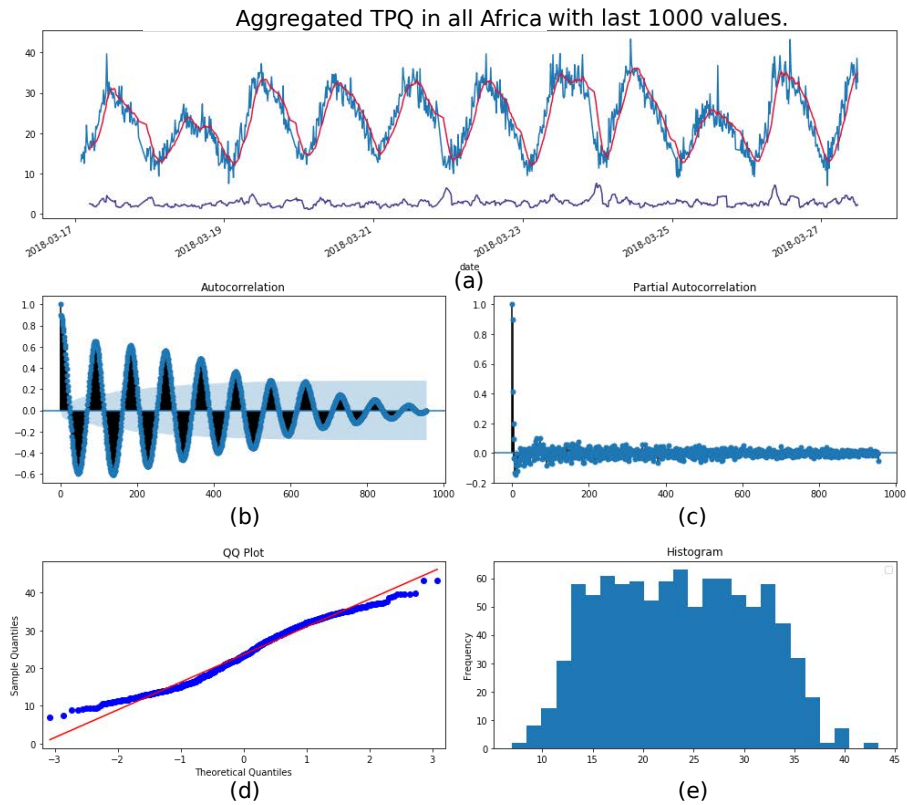 Aggregated TPQ in all Africa with last 1000 values.
40
30
20
10
0
2018-03-17
2018-03-19
2018-03-21
2018-03-23
2018-03-25
2018-03-27
date
(a)
Autocorrelation
1.0
0.8
0.6
0.4
0.2
0.0
−0.2
−0.4
−0.6
0 200 400 600 800 1000
(b)
Partial Autocorrelation
1.0
0.8
0.6
0.4
0.2
0.0
−0.2
0 200 400 600 800 1000
(c)
QQ Plot
Sample Quantiles
40
30
20
10
0
−3 −2 −1 0 1 2 3
Theoretical Quantiles
(d)
Histogram
Frequency
60
50
40
30
20
10
0
10 15 20 25 30 35 40 45
(e)